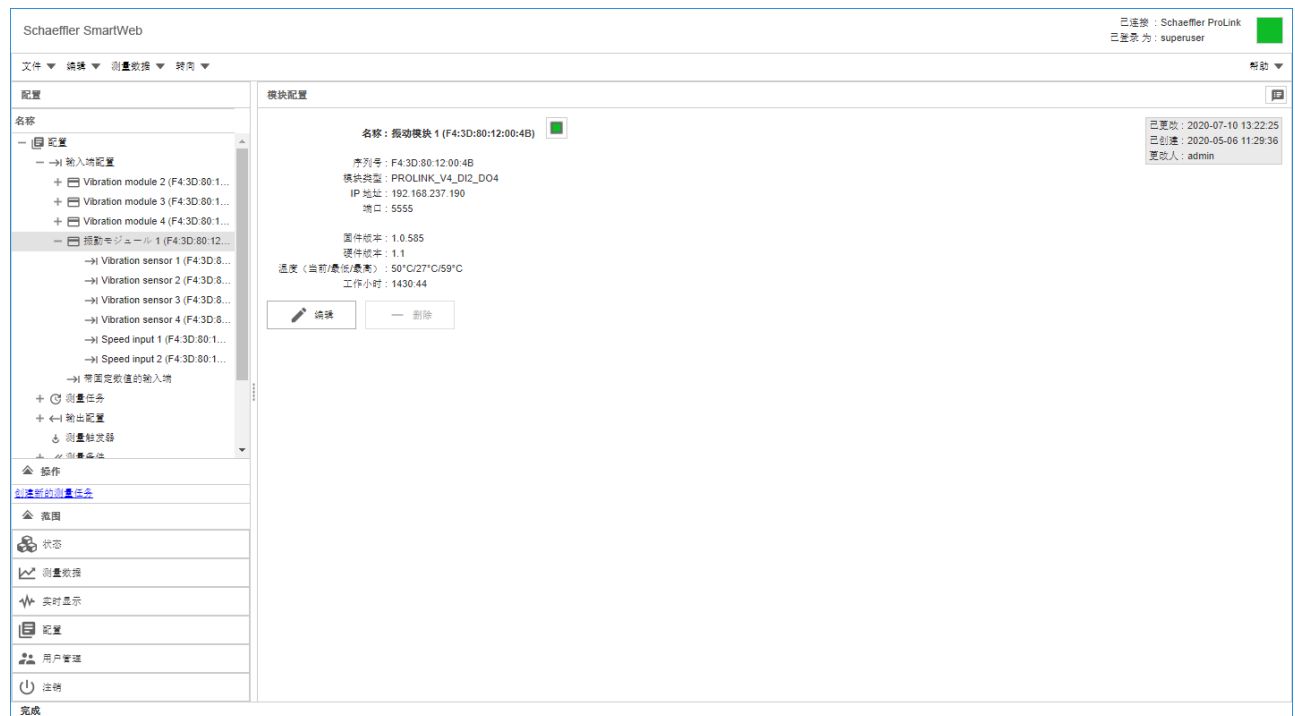 Schaeffler SmartWeb
已连接 : Schaeffler ProLink
已登录 为 : superuser
文件 编辑 测量数据 转向 帮助
配置
名称
配置
输入端配置
Vibration module 2 (F4:3D:80:1...
Vibration module 3 (F4:3D:80:1...
Vibration module 4 (F4:3D:80:1...
振動モジュール 1 (F4:3D:80:12...
Vibration sensor 1 (F4:3D:8...
Vibration sensor 2 (F4:3D:8...
Vibration sensor 3 (F4:3D:8...
Vibration sensor 4 (F4:3D:8...
Speed input 1 (F4:3D:80:1...
Speed input 2 (F4:3D:80:1...
带固定数值的输入端
测量任务
输出配置
测量触发器
测量条件
操作
创建新的测量任务
范围
状态
测量数据
实时显示
配置
用户管理
注销
模块配置
名称 : 振动模块 1 (F4:3D:80:12:00:4B)
序列号 : F4:3D:80:12:00:4B
模块类型 : PROLINK_V4_DI2_DO4
IP 地址 : 192.168.237.190
端口 : 5555
固件版本 : 1.0.585
硬件版本 : 1.1
温度（当前/最低/最高） : 50°C/27°C/59°C
工作小时 : 1430:44
编辑 删除
已更改 : 2020-07-10 13:22:25
已创建 : 2020-05-06 11:29:36
更改人 : admin
完成